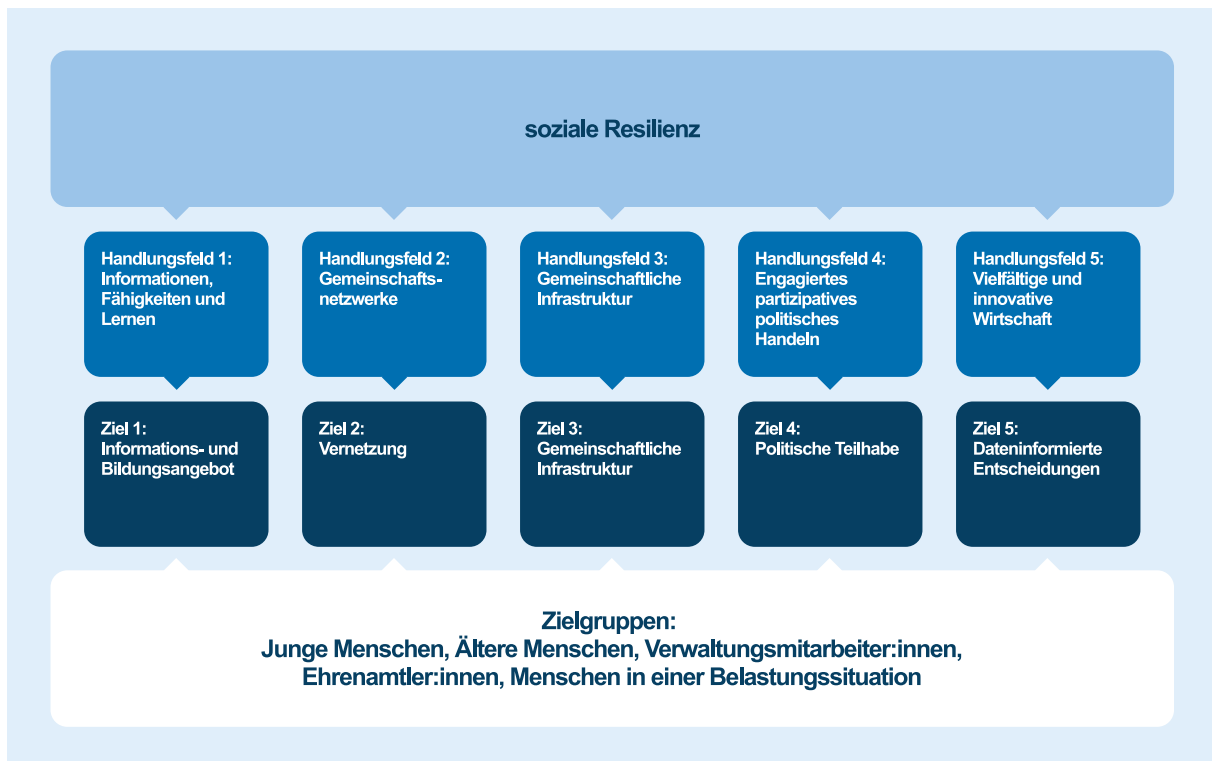 soziale Resilienz
Handlungsfeld 1:
Informationen,
Fähigkeiten und
Lernen
Handlungsfeld 2:
Gemeinschafts-
netzwerke
Handlungsfeld 3:
Gemeinschaftliche
Infrastruktur
Handlungsfeld 4:
Engagiertes
partizipatives
politisches
Handeln
Handlungsfeld 5:
Vielfältige und
innovative
Wirtschaft
Ziel 1:
Informations- und
Bildungsangebot
Ziel 2:
Vernetzung
Ziel 3:
Gemeinschaftliche
Infrastruktur
Ziel 4:
Politische Teilhabe
Ziel 5:
Dateninformierte
Entscheidungen
Zielgruppen:
Junge Menschen, Ältere Menschen, Verwaltungsmitarbeiter:innen,
Ehrenamtler:innen, Menschen in einer Belastungssituation